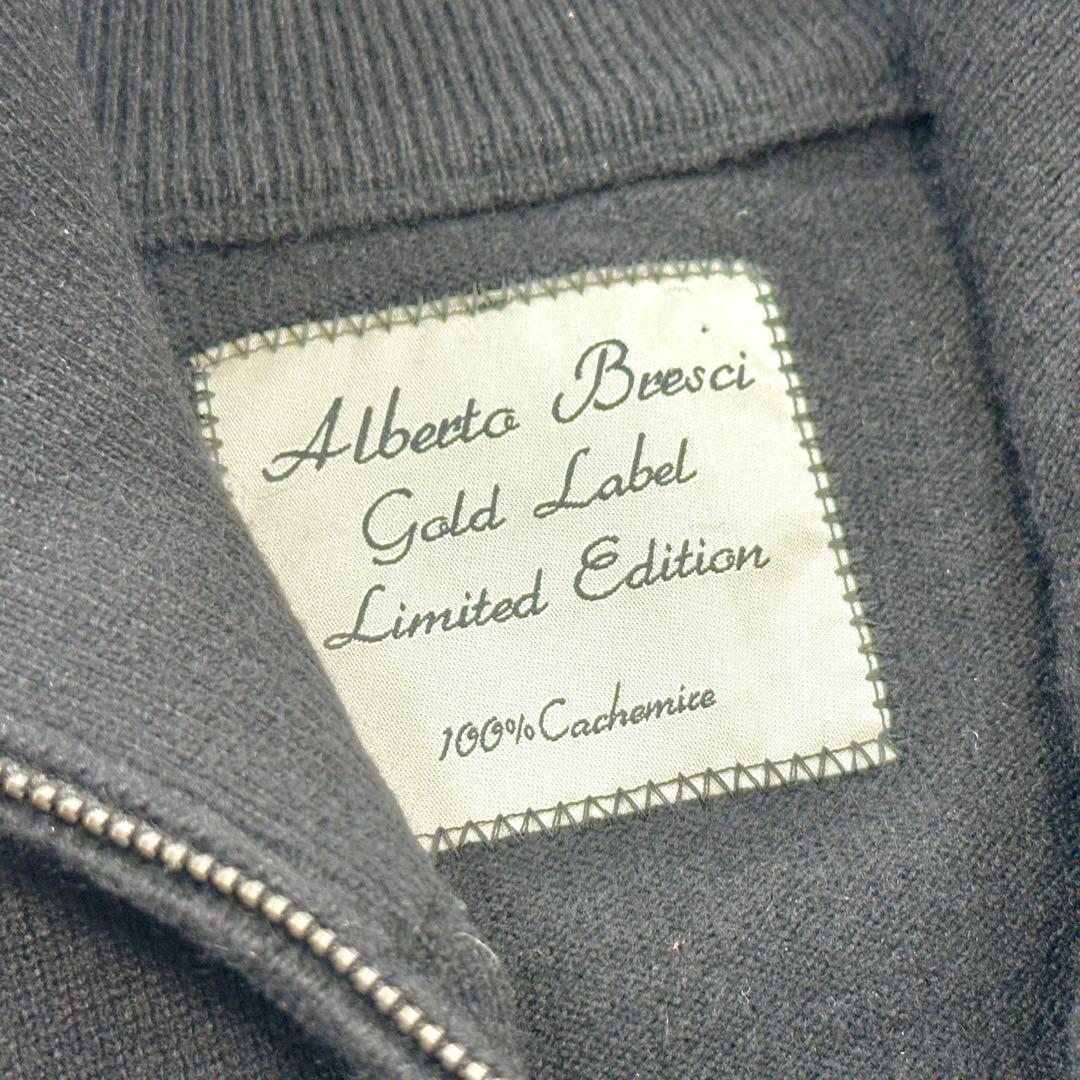 Alberto Bresci
Gold Label
Limited Edition
100% Cachemire